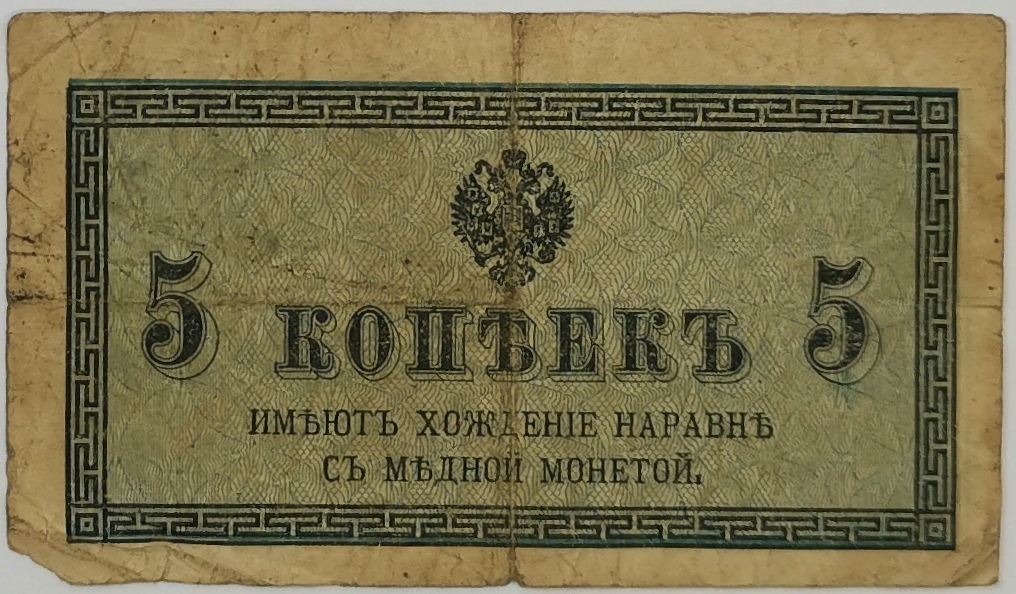 5 КОПѢЕКЪ 5
ИМѢЮТЪ ХОЖДЕНІЕ НАРАВНѢ
СЪ МѢДНОЙ МОНЕТОЙ.